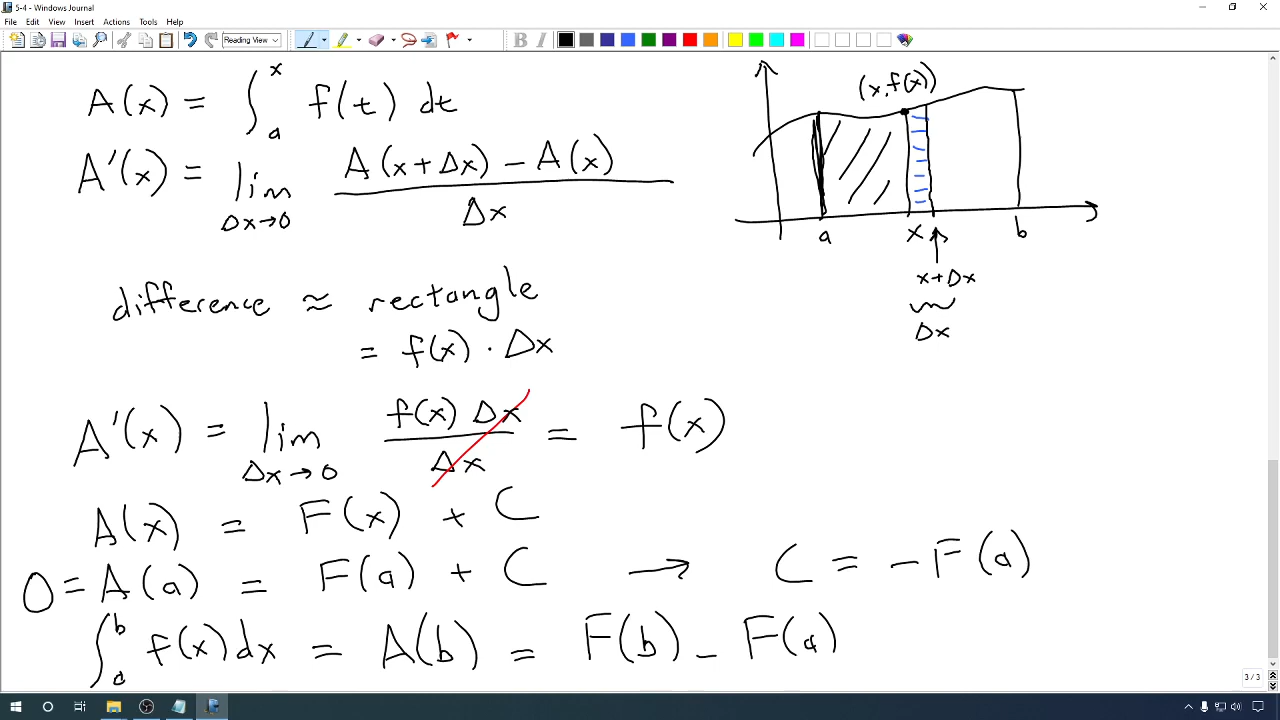 5-4 - Windows Journal
File Edit View Insert Actions Tools Help
Reading View
B I
A(x) = ∫ₐˣ f(t) dt
A'(x) = lim Δx→0 (A(x+Δx) − A(x)) / Δx
(x, f(x))
a x b
x+Δx
Δx
difference ≈ rectangle
= f(x) · Δx
A'(x) = lim Δx→0 f(x) Δx / Δx = f(x)
A(x) = F(x) + C
0 = A(a) = F(a) + C → C = −F(a)
∫ₐᵇ f(x) dx = A(b) = F(b) − F(a)
3 / 3